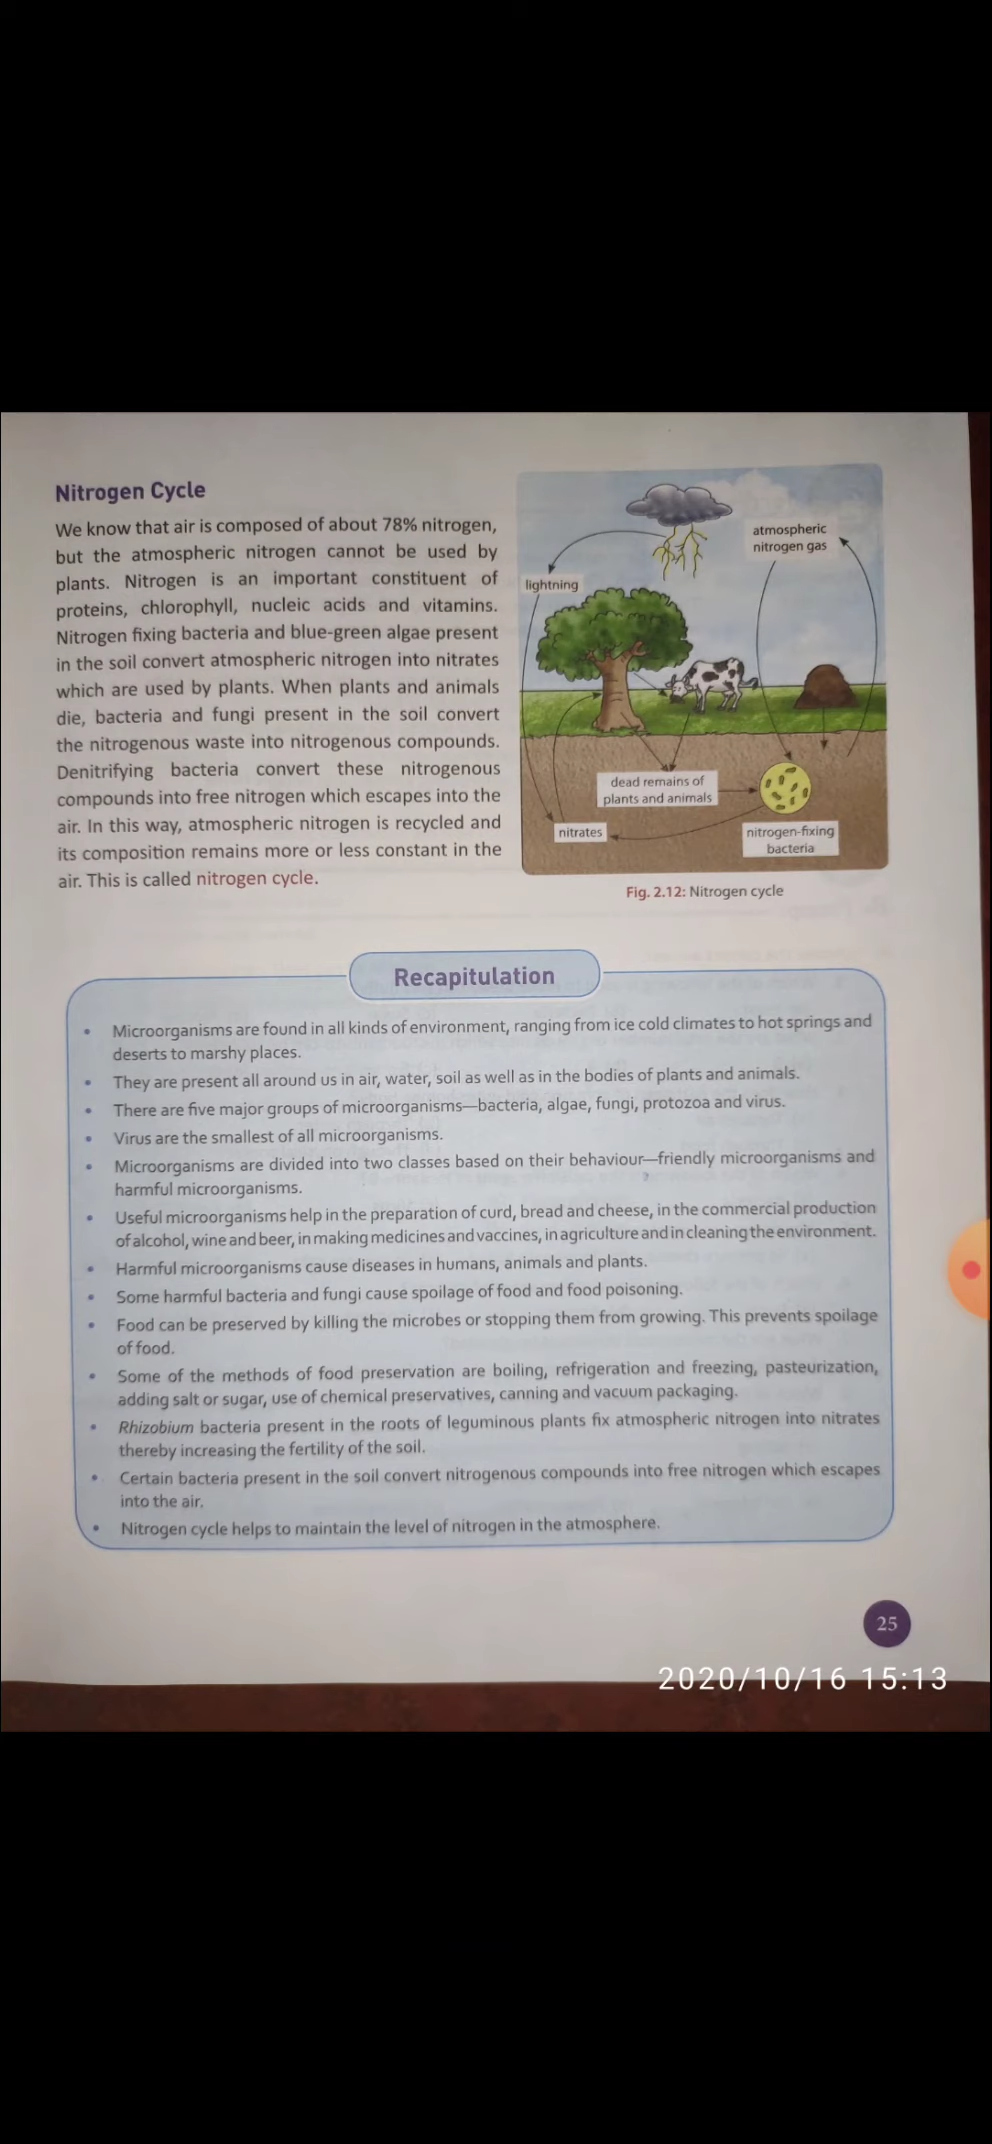 Nitrogen Cycle
We know that air is composed of about 78% nitrogen,
but the atmospheric nitrogen cannot be used by
plants. Nitrogen is an important constituent of
proteins, chlorophyll, nucleic acids and vitamins.
Nitrogen fixing bacteria and blue-green algae present
in the soil convert atmospheric nitrogen into nitrates
which are used by plants. When plants and animals
die, bacteria and fungi present in the soil convert
the nitrogenous waste into nitrogenous compounds.
Denitrifying bacteria convert these nitrogenous
compounds into free nitrogen which escapes into the
air. In this way, atmospheric nitrogen is recycled and
its composition remains more or less constant in the
air. This is called nitrogen cycle.
atmospheric
nitrogen gas
lightning
dead remains of
plants and animals
nitrates
nitrogen-fixing
bacteria
Fig. 2.12: Nitrogen cycle
Recapitulation
• Microorganisms are found in all kinds of environment, ranging from ice cold climates to hot springs and
deserts to marshy places.
• They are present all around us in air, water, soil as well as in the bodies of plants and animals.
• There are five major groups of microorganisms—bacteria, algae, fungi, protozoa and virus.
• Virus are the smallest of all microorganisms.
• Microorganisms are divided into two classes based on their behaviour—friendly microorganisms and
harmful microorganisms.
• Useful microorganisms help in the preparation of curd, bread and cheese, in the commercial production
of alcohol, wine and beer, in making medicines and vaccines, in agriculture and in cleaning the environment.
• Harmful microorganisms cause diseases in humans, animals and plants.
• Some harmful bacteria and fungi cause spoilage of food and food poisoning.
• Food can be preserved by killing the microbes or stopping them from growing. This prevents spoilage
of food.
• Some of the methods of food preservation are boiling, refrigeration and freezing, pasteurization,
adding salt or sugar, use of chemical preservatives, canning and vacuum packaging.
• Rhizobium bacteria present in the roots of leguminous plants fix atmospheric nitrogen into nitrates
thereby increasing the fertility of the soil.
• Certain bacteria present in the soil convert nitrogenous compounds into free nitrogen which escapes
into the air.
• Nitrogen cycle helps to maintain the level of nitrogen in the atmosphere.
25
2020/10/16 15:13